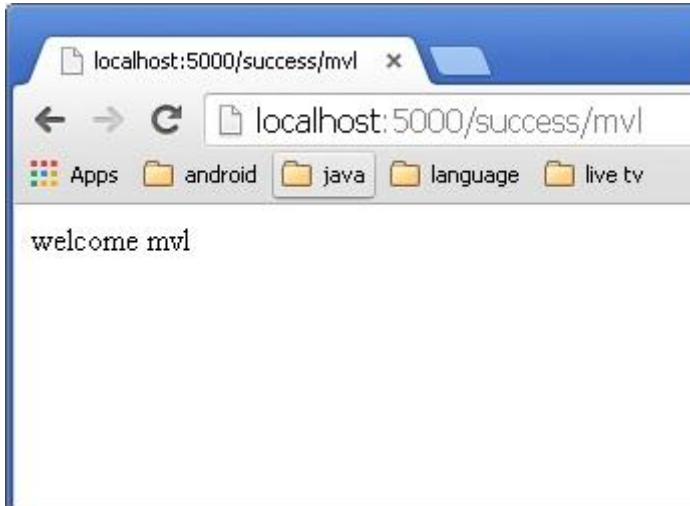 localhost:5000/success/mvl
localhost:5000/success/mvl
Apps android java language live tv
welcome mvl